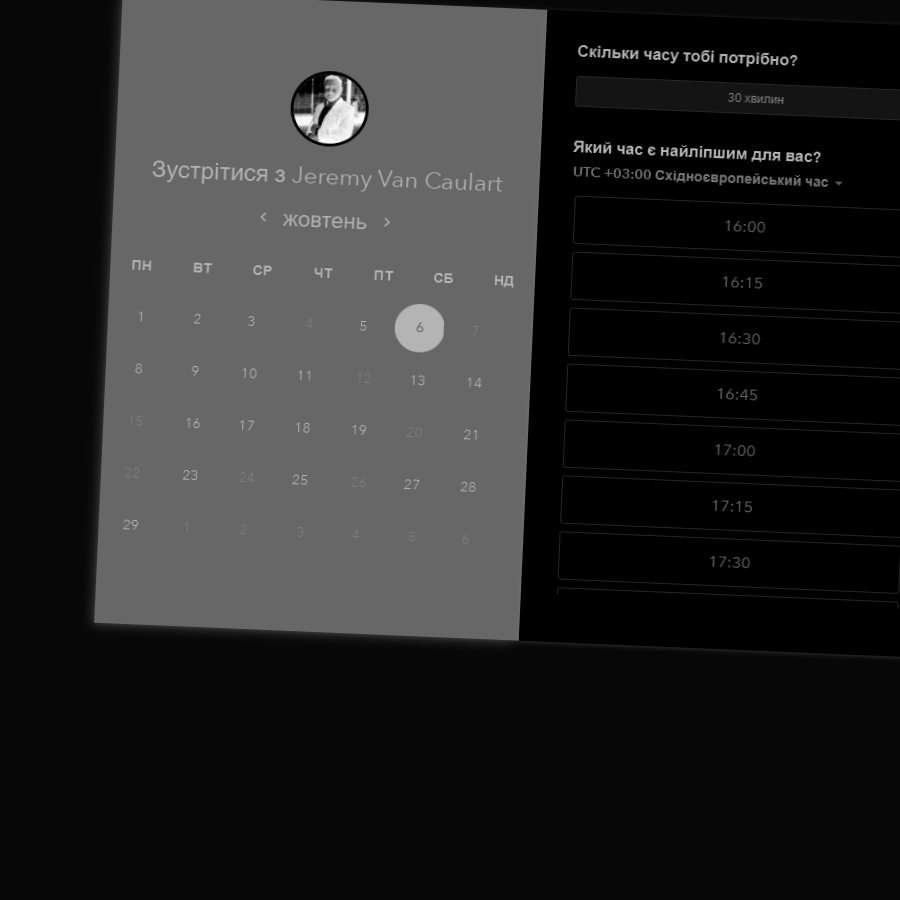 Зустрітися з Jeremy Van Caulart
жовтень
ПН ВТ СР ЧТ ПТ СБ НД
1 2 3 4 5 6 7
8 9 10 11 12 13 14
15 16 17 18 19 20 21
22 23 24 25 26 27 28
29 1 2 3 4 5 6
Скільки часу тобі потрібно?
30 хвилин
Який час є найліпшим для вас?
UTC +03:00 Східноєвропейський час
16:00
16:15
16:30
16:45
17:00
17:15
17:30